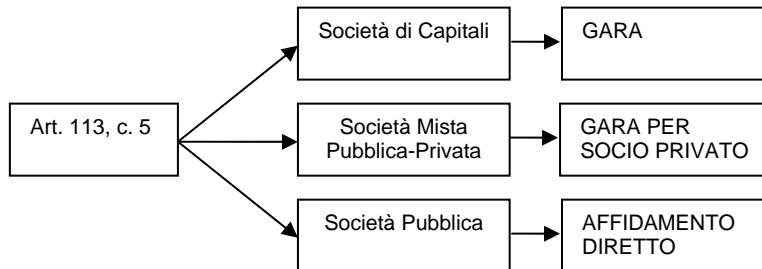 Società di Capitali
GARA
Art. 113, c. 5
Società Mista
Pubblica-Privata
GARA PER
SOCIO PRIVATO
Società Pubblica
AFFIDAMENTO
DIRETTO